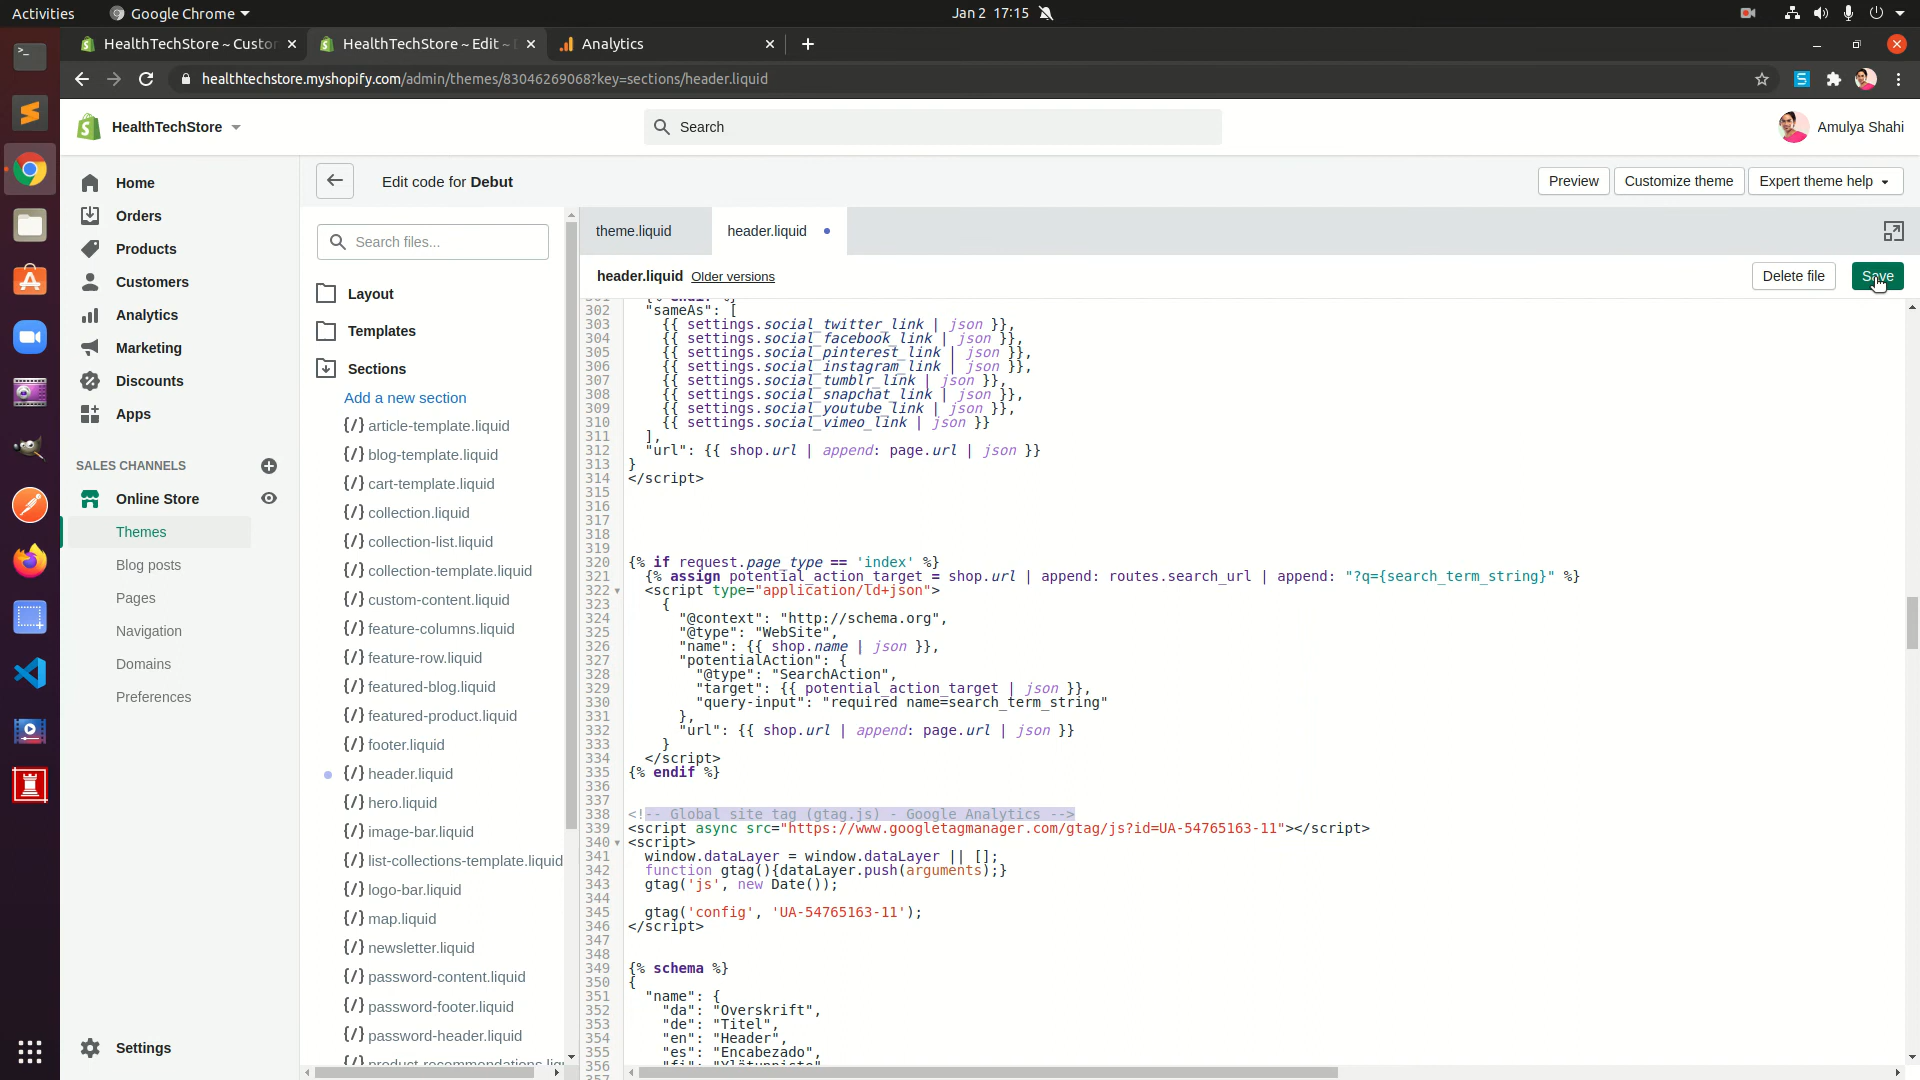 Activities
Google Chrome
Jan 2 17:15
HealthTechStore ~ Custor
HealthTechStore ~ Edit ~
Analytics
healthtechstore.myshopify.com/admin/themes/83046269068?key=sections/header.liquid
HealthTechStore
Search
Amulya Shahi
Home
Orders
Products
Customers
Analytics
Marketing
Discounts
Apps
SALES CHANNELS
Online Store
Themes
Blog posts
Pages
Navigation
Domains
Preferences
Settings
Edit code for Debut
Preview
Customize theme
Expert theme help
Search files...
Layout
Templates
Sections
Add a new section
{/} article-template.liquid
{/} blog-template.liquid
{/} cart-template.liquid
{/} collection.liquid
{/} collection-list.liquid
{/} collection-template.liquid
{/} custom-content.liquid
{/} feature-columns.liquid
{/} feature-row.liquid
{/} featured-blog.liquid
{/} featured-product.liquid
{/} footer.liquid
{/} header.liquid
{/} hero.liquid
{/} image-bar.liquid
{/} list-collections-template.liquid
{/} logo-bar.liquid
{/} map.liquid
{/} newsletter.liquid
{/} password-content.liquid
{/} password-footer.liquid
{/} password-header.liquid
{/} product-recommendations.liq
theme.liquid
header.liquid
header.liquid Older versions
Delete file
Save
301 {% endif %}
302 "sameAs": [
303 {{ settings.social_twitter_link | json }},
304 {{ settings.social_facebook_link | json }},
305 {{ settings.social_pinterest_link | json }},
306 {{ settings.social_instagram_link | json }},
307 {{ settings.social_tumblr_link | json }},
308 {{ settings.social_snapchat_link | json }},
309 {{ settings.social_youtube_link | json }},
310 {{ settings.social_vimeo_link | json }}
311 ],
312 "url": {{ shop.url | append: page.url | json }}
313 }
314 </script>
315
316
317
318
319
320 {% if request.page_type == 'index' %}
321 {% assign potential_action_target = shop.url | append: routes.search_url | append: "?q={search_term_string}" %}
322 <script type="application/ld+json">
323 {
324 "@context": "http://schema.org",
325 "@type": "WebSite",
326 "name": {{ shop.name | json }},
327 "potentialAction": {
328 "@type": "SearchAction",
329 "target": {{ potential_action_target | json }},
330 "query-input": "required name=search_term_string"
331 },
332 "url": {{ shop.url | append: page.url | json }}
333 }
334 </script>
335 {% endif %}
336
337
338 <!-- Global site tag (gtag.js) - Google Analytics -->
339 <script async src="https://www.googletagmanager.com/gtag/js?id=UA-54765163-11"></script>
340 <script>
341 window.dataLayer = window.dataLayer || [];
342 function gtag(){dataLayer.push(arguments);}
343 gtag('js', new Date());
344
345 gtag('config', 'UA-54765163-11');
346 </script>
347
348
349 {% schema %}
350 {
351 "name": {
352 "da": "Overskrift",
353 "de": "Titel",
354 "en": "Header",
355 "es": "Encabezado",
356 "fi": "Ylätunniste"
357